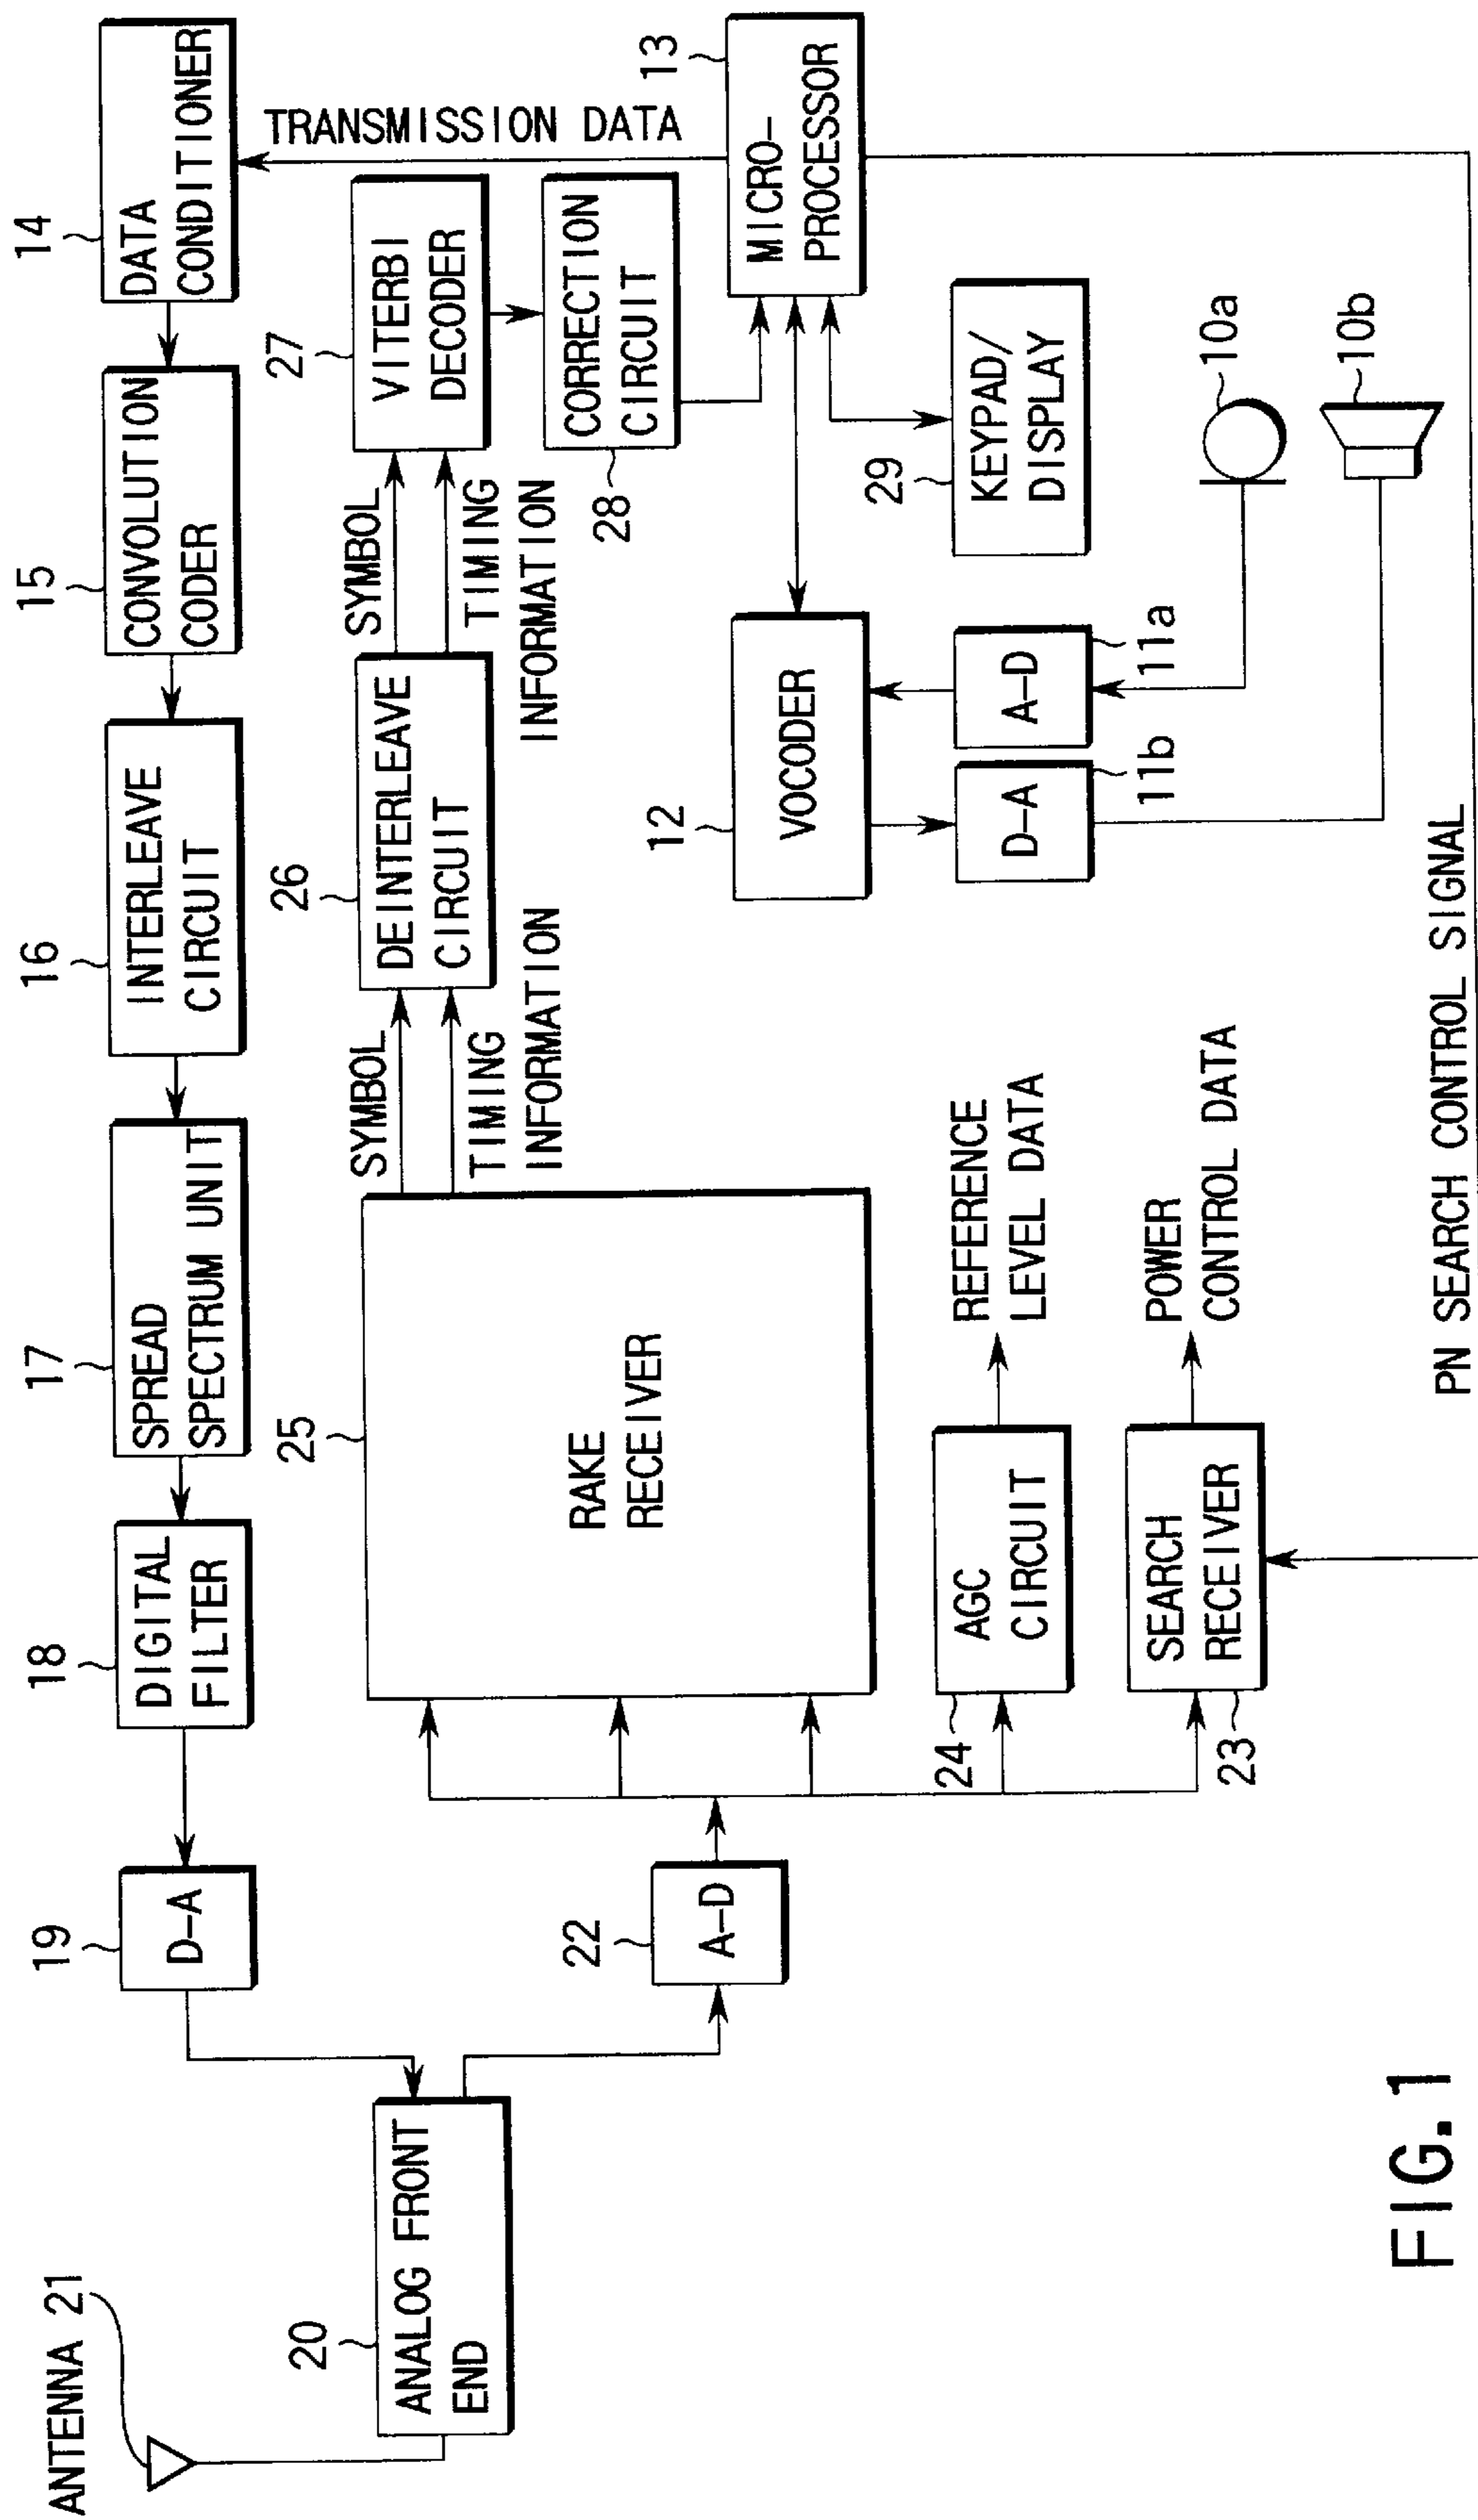 ANTENNA 21
20
ANALOG FRONT
END
19
D-A
18
DIGITAL
FILTER
17
SPREAD
SPECTRUM UNIT
16
INTERLEAVE
CIRCUIT
15
CONVOLUTION
CODER
14
DATA
CONDITIONER
TRANSMISSION DATA
22
A-D
25
RAKE
RECEIVER
SYMBOL
TIMING
INFORMATION
26
DEINTERLEAVE
CIRCUIT
SYMBOL
TIMING
INFORMATION
27
VITERBI
DECODER
28
CORRECTION
CIRCUIT
13
MICRO-
PROCESSOR
24
AGC
CIRCUIT
REFERENCE
LEVEL DATA
23
SEARCH
RECEIVER
POWER
CONTROL DATA
12
VOCODER
D-A
11b
A-D
11a
29
KEYPAD/
DISPLAY
10a
10b
PN SEARCH CONTROL SIGNAL
FIG.1